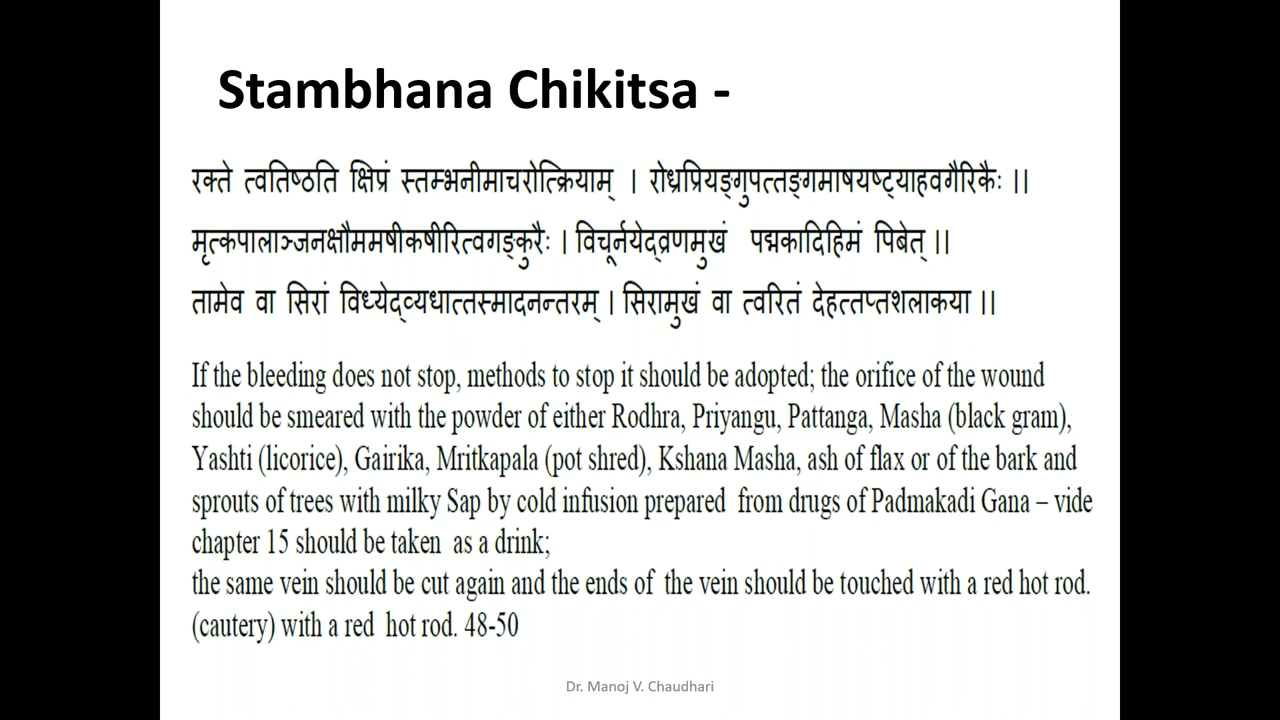 Stambhana Chikitsa -
रक्ते त्वतिष्ठति क्षिप्रं स्तम्भनीमाचरोत्क्रियाम् । रोध्रप्रियङ्गुपत्तङ्गमाषयष्ट्याहवगैरिकैः ।।
मृत्कपालाञ्जनक्षौममषीकषीरित्वगङ्कुरैः । विचूर्नयेद्व्रणमुखं पद्मकादिहिमं पिबेत् ।।
तामेव वा सिरां विध्येद्व्यधात्तस्मादनन्तरम् । सिरामुखं वा त्वरितं देहत्तप्तशलाकया ।।
If the bleeding does not stop, methods to stop it should be adopted; the orifice of the wound
should be smeared with the powder of either Rodhra, Priyangu, Pattanga, Masha (black gram),
Yashti (licorice), Gairika, Mritkapala (pot shred), Kshana Masha, ash of flax or of the bark and
sprouts of trees with milky Sap by cold infusion prepared from drugs of Padmakadi Gana – vide
chapter 15 should be taken as a drink;
the same vein should be cut again and the ends of the vein should be touched with a red hot rod.
(cautery) with a red hot rod. 48-50
Dr. Manoj V. Chaudhari